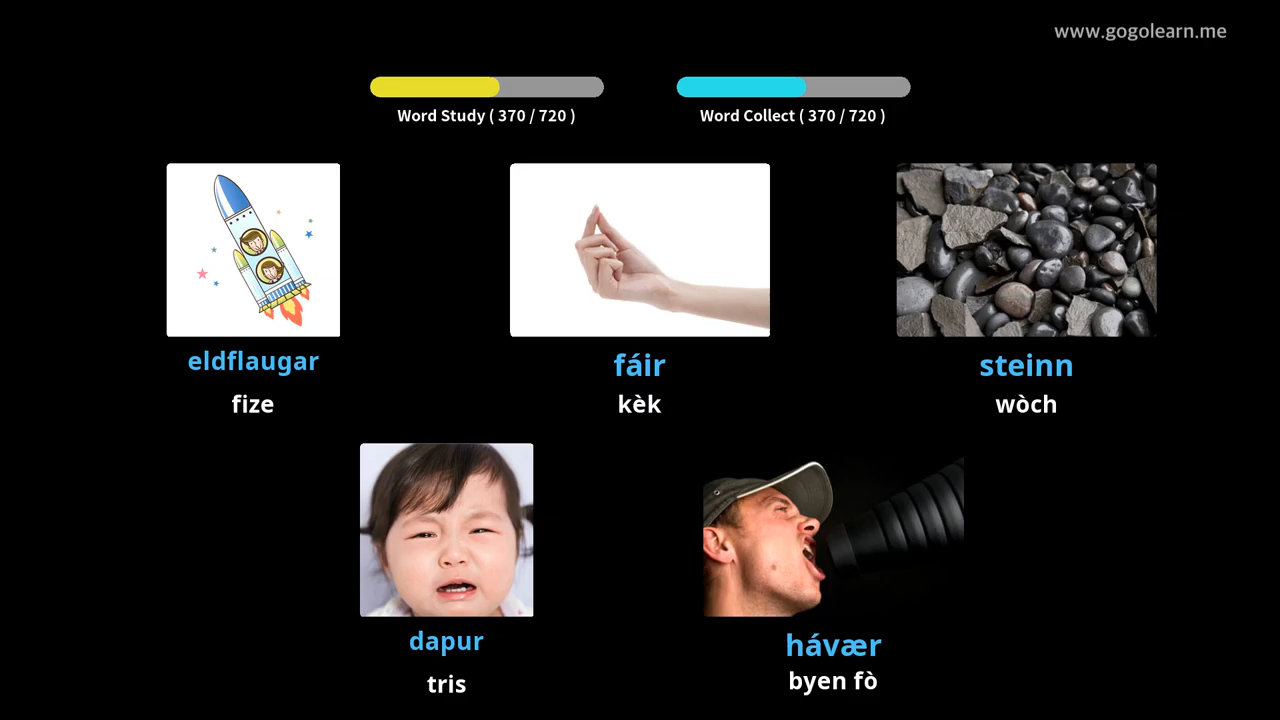 www.gogolearn.me
Word Study ( 370 / 720 )
Word Collect ( 370 / 720 )
eldflaugar
fize
fáir
kèk
steinn
wòch
dapur
tris
hávær
byen fò